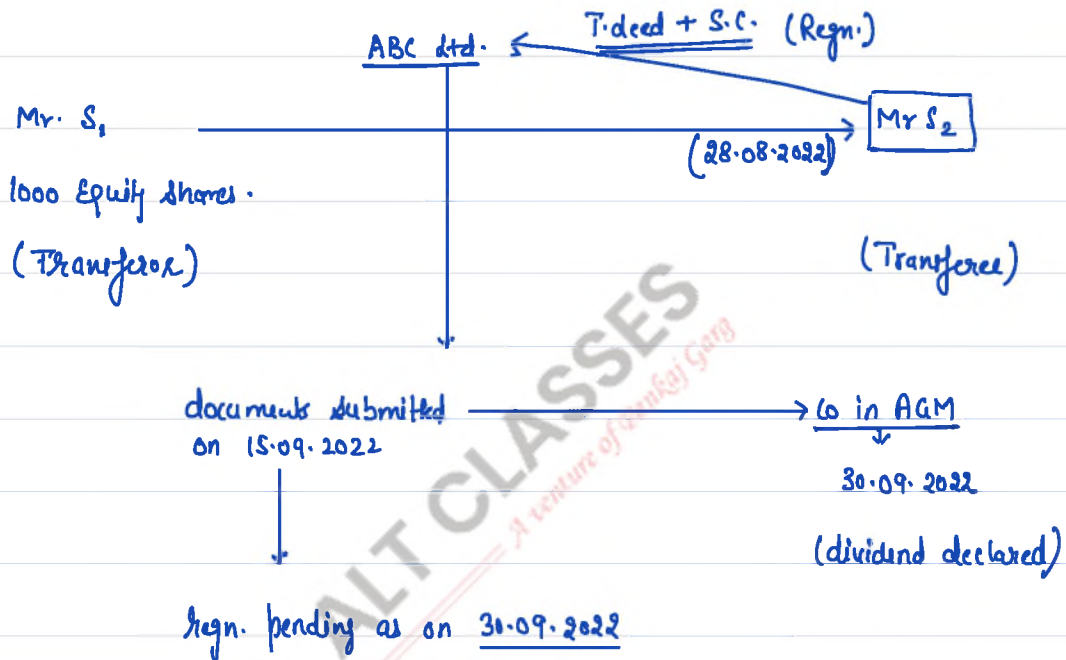 T.deed + S.C. (Regn.)
ABC Ltd.
Mr. S1
Mr S2
(28.08.2022)
1000 Equity Shares.
(Transferor)
(Transferee)
documents submitted
on 15.09.2022
Co in AGM
30.09.2022
(dividend declared)
regn. pending as on 30.09.2022
ALT CLASSES
A venture of Pankaj Garg